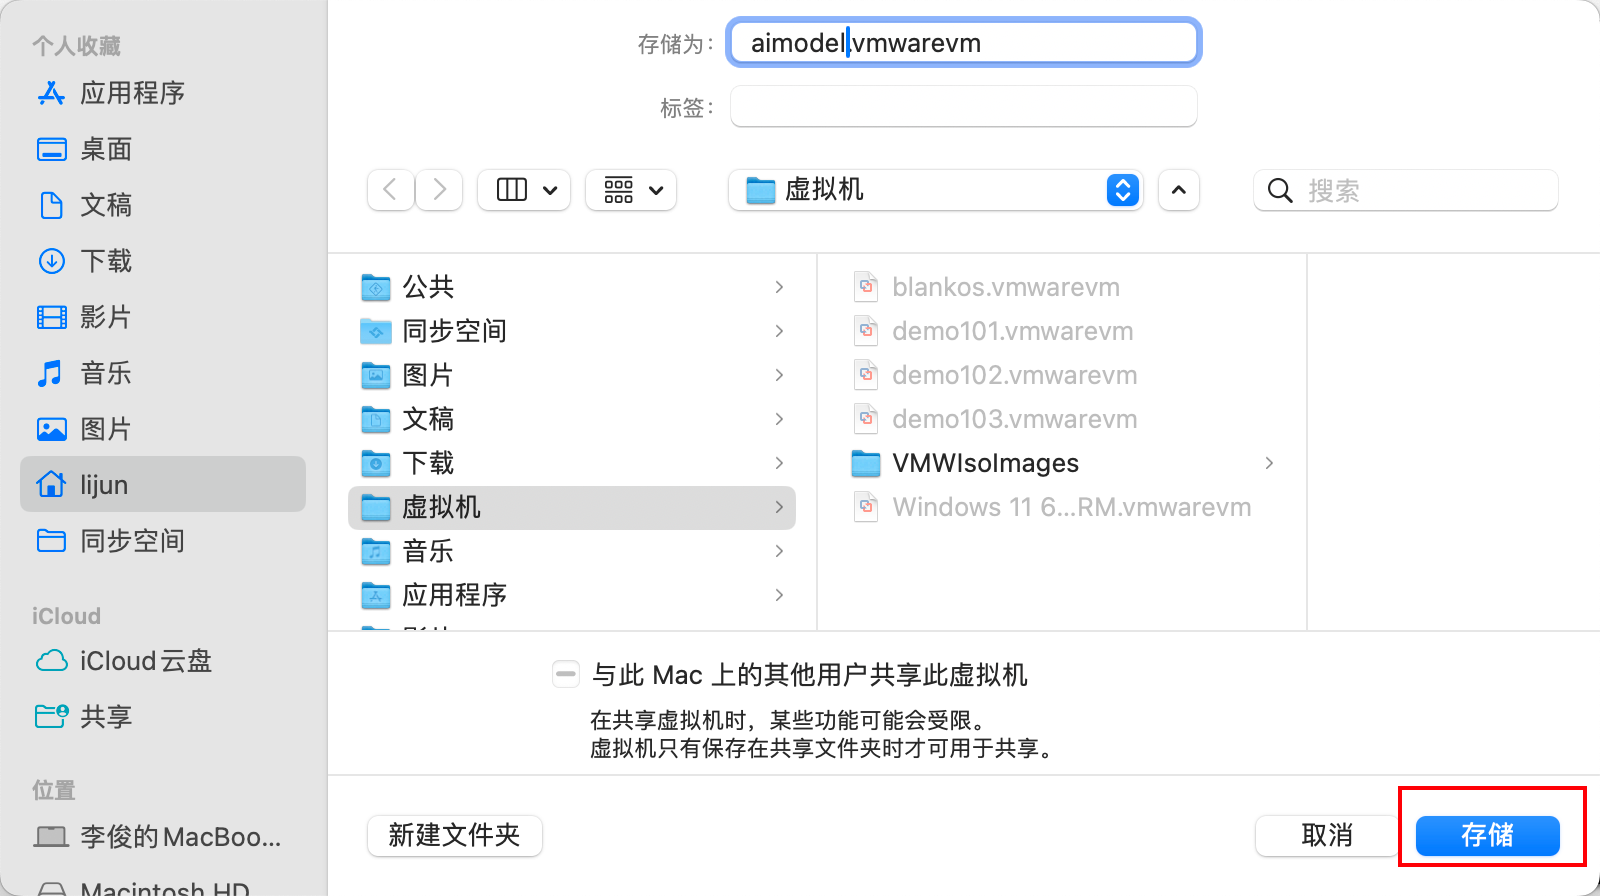 个人收藏
应用程序
桌面
文稿
下载
影片
音乐
图片
lijun
同步空间
iCloud
iCloud云盘
共享
位置
李俊的MacBoo...
Macintosh HD
存储为：
aimodel.vmwarevm
标签：
虚拟机
搜索
公共
同步空间
图片
文稿
下载
虚拟机
音乐
应用程序
影片
blankos.vmwarevm
demo101.vmwarevm
demo102.vmwarevm
demo103.vmwarevm
VMWIsoImages
Windows 11 6...RM.vmwarevm
与此 Mac 上的其他用户共享此虚拟机
在共享虚拟机时，某些功能可能会受限。
虚拟机只有保存在共享文件夹时才可用于共享。
新建文件夹
取消
存储